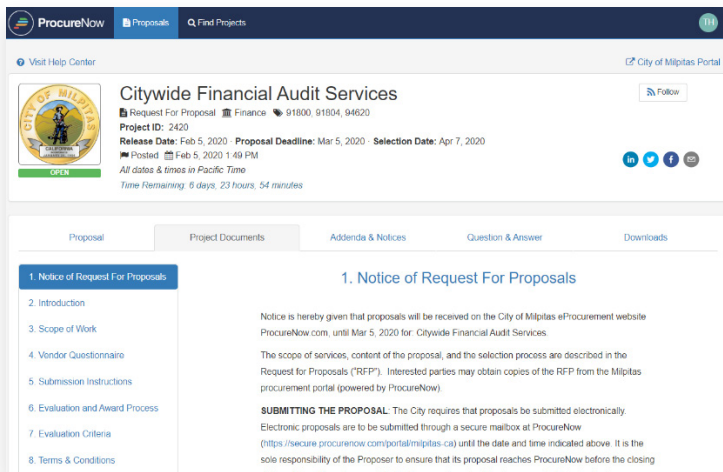 ProcureNow
Proposals
Find Projects
TH
Visit Help Center
City of Milpitas Portal
CITY OF MILPITAS
CALIFORNIA
OPEN
Citywide Financial Audit Services
Follow
Request For Proposal Finance 91800, 91804, 94620
Project ID: 2420
Release Date: Feb 5, 2020 · Proposal Deadline: Mar 5, 2020 · Selection Date: Apr 7, 2020
Posted Feb 5, 2020 1:49 PM
All dates & times in Pacific Time
Time Remaining: 6 days, 23 hours, 54 minutes
Proposal
Project Documents
Addenda & Notices
Question & Answer
Downloads
1. Notice of Request For Proposals
2. Introduction
3. Scope of Work
4. Vendor Questionnaire
5. Submission Instructions
6. Evaluation and Award Process
7. Evaluation Criteria
8. Terms & Conditions
1. Notice of Request For Proposals
Notice is hereby given that proposals will be received on the City of Milpitas eProcurement website
ProcureNow.com, until Mar 5, 2020 for: Citywide Financial Audit Services.
The scope of services, content of the proposal, and the selection process are described in the
Request for Proposals ("RFP"). Interested parties may obtain copies of the RFP from the Milpitas
procurement portal (powered by ProcureNow).
SUBMITTING THE PROPOSAL: The City requires that proposals be submitted electronically.
Electronic proposals are to be submitted through a secure mailbox at ProcureNow
(https://secure.procurenow.com/portal/milpitas-ca) until the date and time indicated above. It is the
sole responsibility of the Proposer to ensure that its proposal reaches ProcureNow before the closing